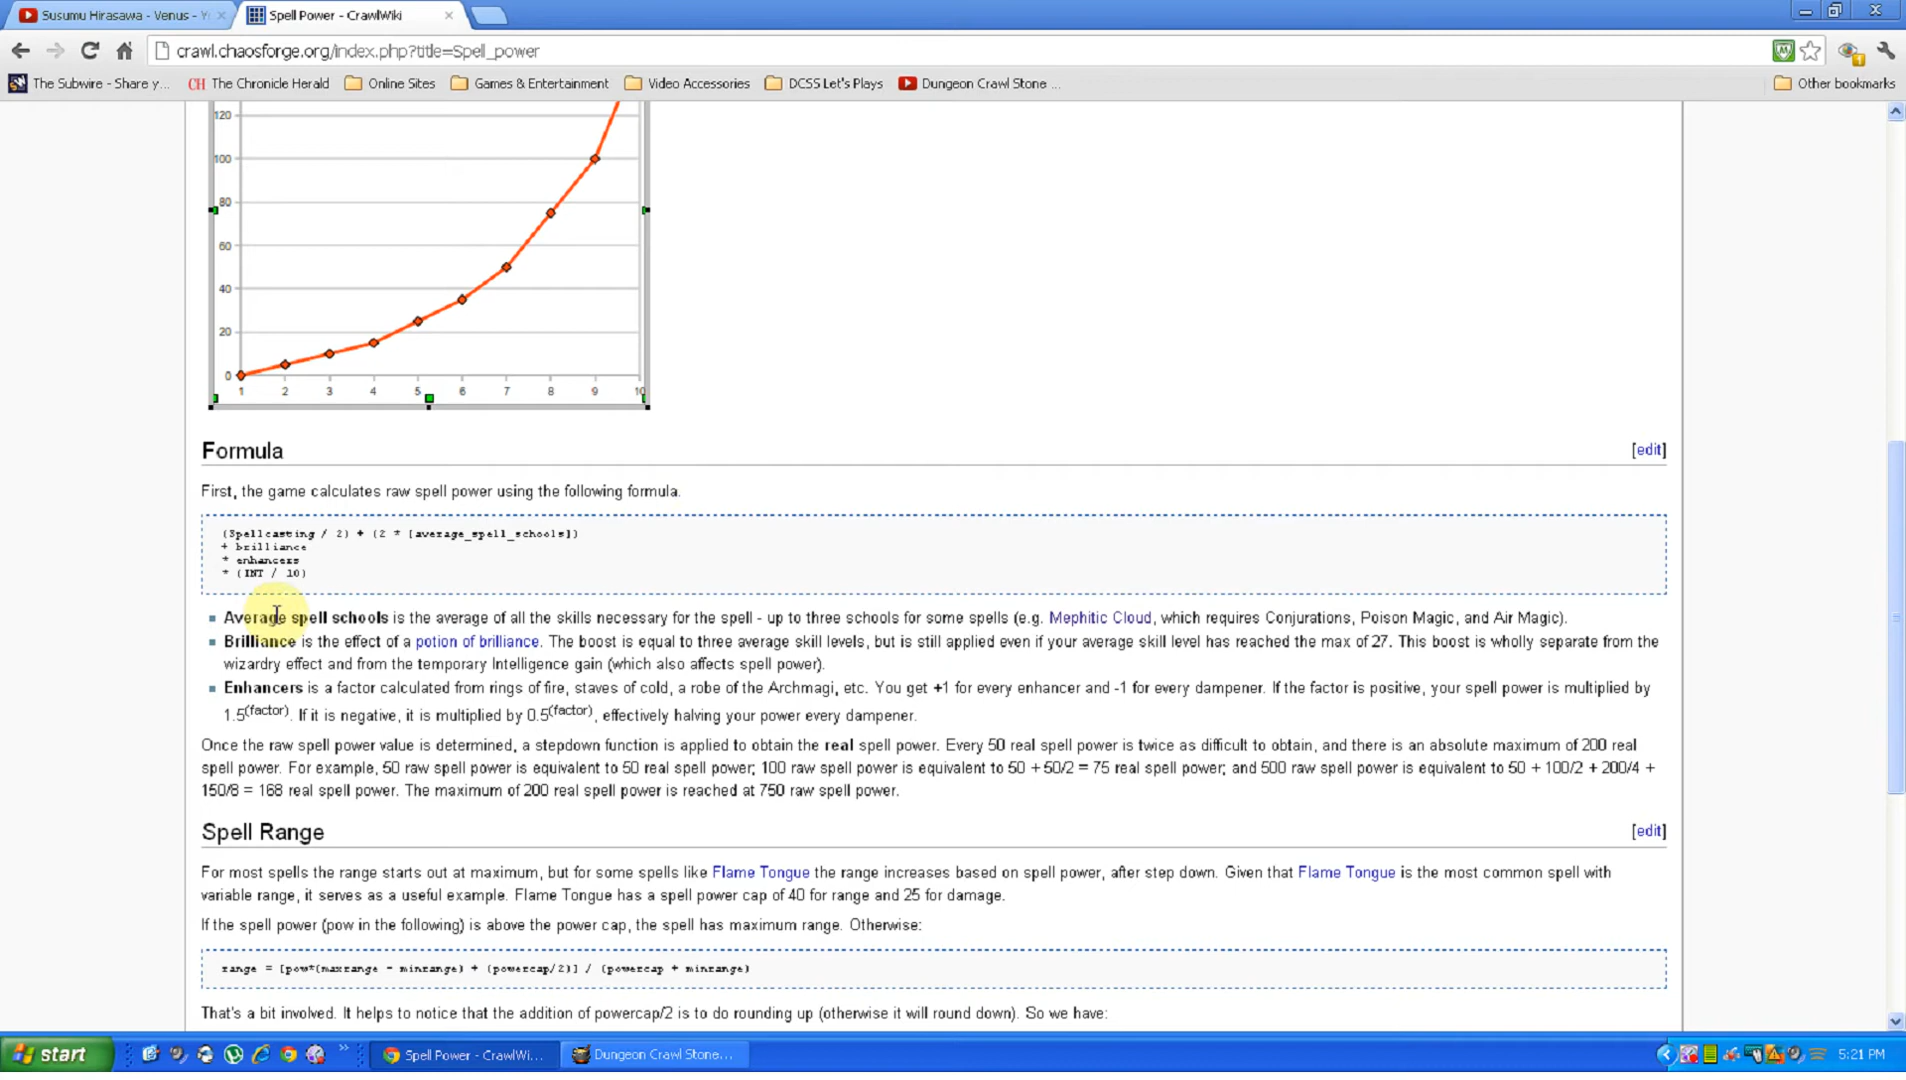 Susumu Hirasawa - Venus - Y
Spell Power - CrawlWiki
crawl.chaosforge.org/index.php?title=Spell_power
The Subwire - Share y... The Chronicle Herald Online Sites Games & Entertainment Video Accessories DCSS Let's Plays Dungeon Crawl Stone ... Other bookmarks
120
100
80
60
40
20
0
1 2 3 4 5 6 7 8 9 10
Formula [edit]
First, the game calculates raw spell power using the following formula.
(Spellcasting / 2) + (2 * [average_spell_schools])
+ brilliance
* enhancers
* (INT / 10)
Average spell schools is the average of all the skills necessary for the spell - up to three schools for some spells (e.g. Mephitic Cloud, which requires Conjurations, Poison Magic, and Air Magic).
Brilliance is the effect of a potion of brilliance. The boost is equal to three average skill levels, but is still applied even if your average skill level has reached the max of 27. This boost is wholly separate from the
wizardry effect and from the temporary Intelligence gain (which also affects spell power).
Enhancers is a factor calculated from rings of fire, staves of cold, a robe of the Archmagi, etc. You get +1 for every enhancer and -1 for every dampener. If the factor is positive, your spell power is multiplied by
1.5(factor). If it is negative, it is multiplied by 0.5(factor), effectively halving your power every dampener.
Once the raw spell power value is determined, a stepdown function is applied to obtain the real spell power. Every 50 real spell power is twice as difficult to obtain, and there is an absolute maximum of 200 real
spell power. For example, 50 raw spell power is equivalent to 50 real spell power; 100 raw spell power is equivalent to 50 + 50/2 = 75 real spell power; and 500 raw spell power is equivalent to 50 + 100/2 + 200/4 +
150/8 = 168 real spell power. The maximum of 200 real spell power is reached at 750 raw spell power.
Spell Range [edit]
For most spells the range starts out at maximum, but for some spells like Flame Tongue the range increases based on spell power, after step down. Given that Flame Tongue is the most common spell with
variable range, it serves as a useful example. Flame Tongue has a spell power cap of 40 for range and 25 for damage.
If the spell power (pow in the following) is above the power cap, the spell has maximum range. Otherwise:
range = [pow*(maxrange - minrange) + (powercap/2)] / (powercap + minrange)
That's a bit involved. It helps to notice that the addition of powercap/2 is to do rounding up (otherwise it will round down). So we have:
start Spell Power - CrawlWi... Dungeon Crawl Stone... 5:21 PM